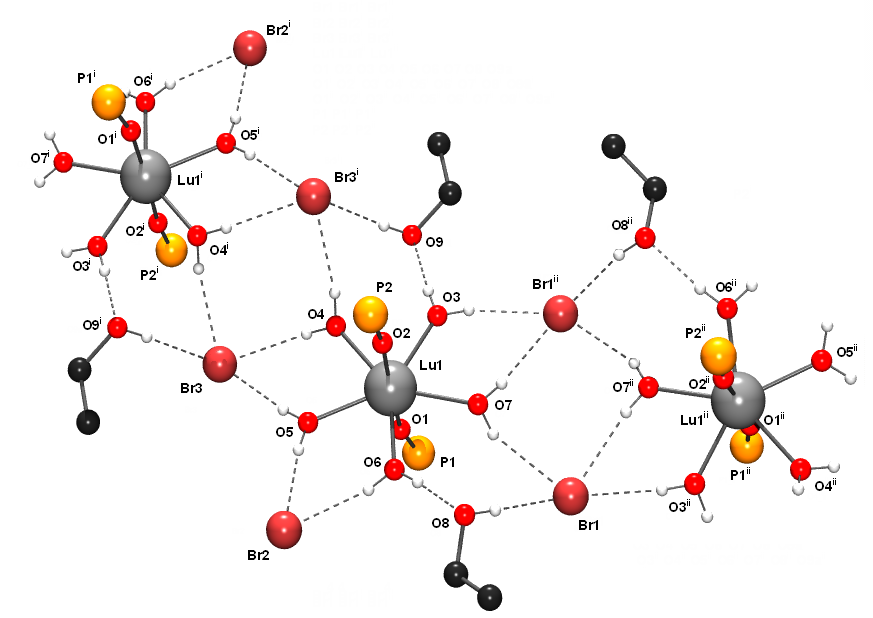 Br2ⁱ
P1ⁱ
O6ⁱ
O1ⁱ
O5ⁱ
O7ⁱ
Lu1ⁱ
Br3ⁱ
O2ⁱ
O4ⁱ
O3ⁱ
P2ⁱ
O9
O8ⁱⁱ
Br1ⁱⁱ
O6ⁱⁱ
P2
O4
O3
O9ⁱ
O2
P2ⁱⁱ
O5ⁱⁱ
Lu1
Br3
O7ⁱⁱ
O2ⁱⁱ
Lu1ⁱⁱ
O1ⁱⁱ
O7
O1
O5
P1
O6
P1ⁱⁱ
O4ⁱⁱ
O3ⁱⁱ
O8
Br1
Br2